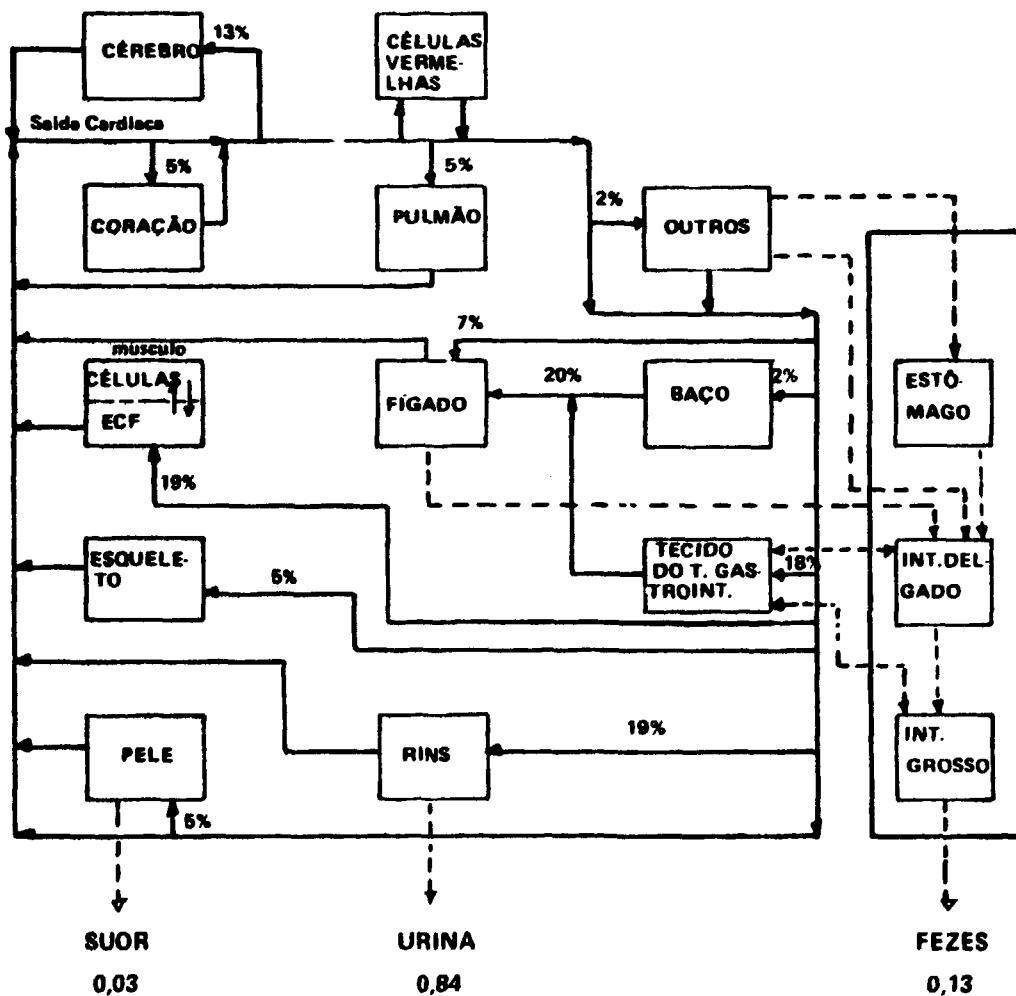 CÉREBRO
13%
CÉLULAS
VERME-
LHAS
Saida Cardiaca
5%
CORAÇÃO
5%
PULMÃO
2%
OUTROS
músculo
CÉLULAS
ECF
7%
FÍGADO
20%
BAÇO
2%
ESTÔ-
MAGO
19%
ESQUELE-
TO
5%
TECIDO
DO T. GAS-
TROINT.
18%
INT. DEL-
GADO
PELE
5%
RINS
19%
INT.
GROSSO
SUOR
0,03
URINA
0,84
FEZES
0,13